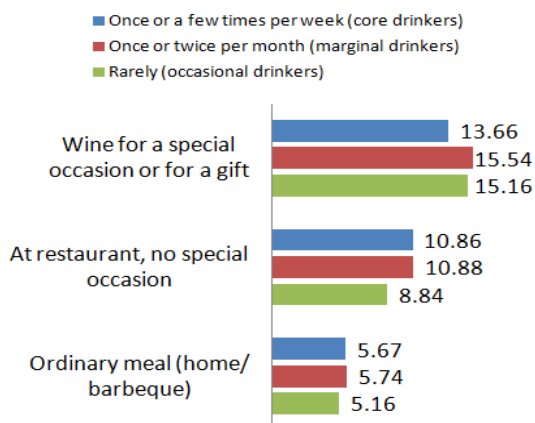 Once or a few times per week (core drinkers)
Once or twice per month (marginal drinkers)
Rarely (occasional drinkers)
Wine for a special
occasion or for a gift
13.66
15.54
15.16
At restaurant, no special
occasion
10.86
10.88
8.84
Ordinary meal (home/
barbeque)
5.67
5.74
5.16